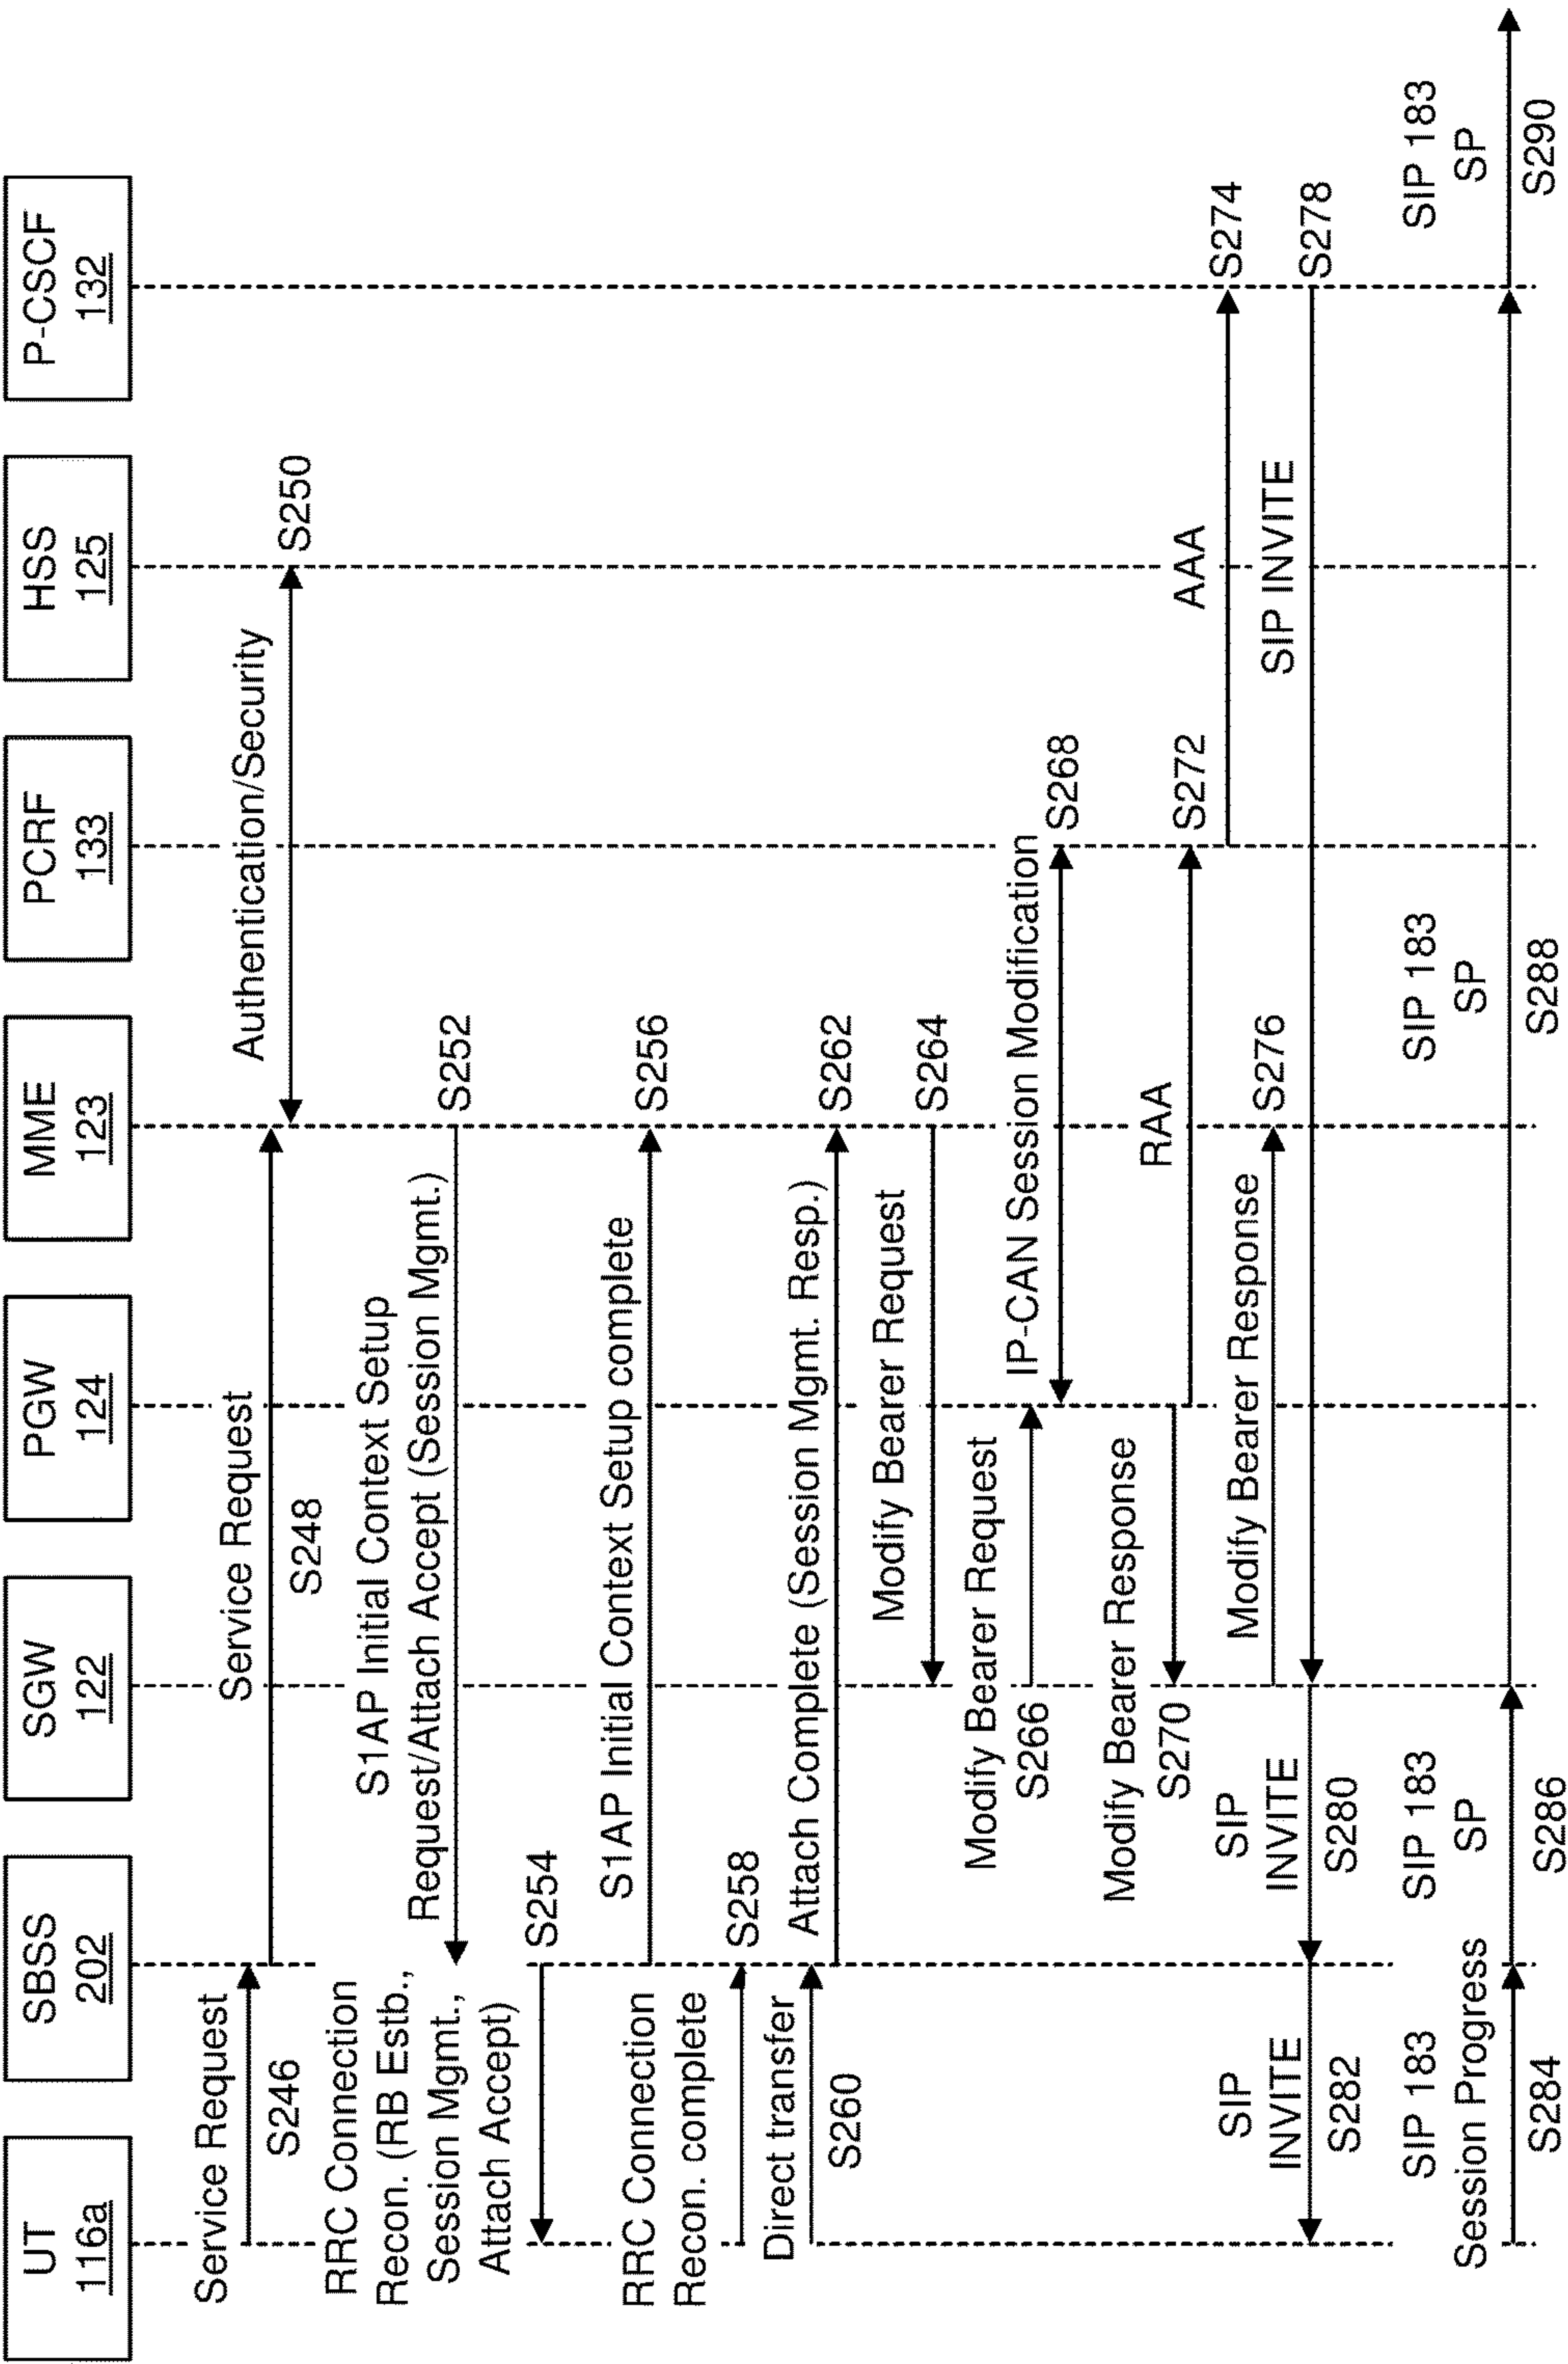 UT
116a
SBSS
202
SGW
122
PGW
124
MME
123
PCRF
133
HSS
125
P-CSCF
132
Service Request
S246
Service Request
S248
Authentication/Security
S250
S1AP Initial Context Setup
Request/Attach Accept (Session Mgmt.)
S252
RRC Connection
Recon. (RB Estb.,
Session Mgmt.,
Attach Accept)
S254
S1AP Initial Context Setup complete
S256
RRC Connection
Recon. complete
S258
Direct transfer
S260
Attach Complete (Session Mgmt. Resp.)
S262
Modify Bearer Request
S264
Modify Bearer Request
S266
IP-CAN Session Modification
S268
Modify Bearer Response
S270
RAA
S272
AAA
S274
Modify Bearer Response
S276
SIP INVITE
S278
SIP
INVITE
S280
SIP
INVITE
S282
SIP 183
Session Progress
S284
SIP 183
SP
S286
SIP 183
SP
S288
SIP 183
SP
S290